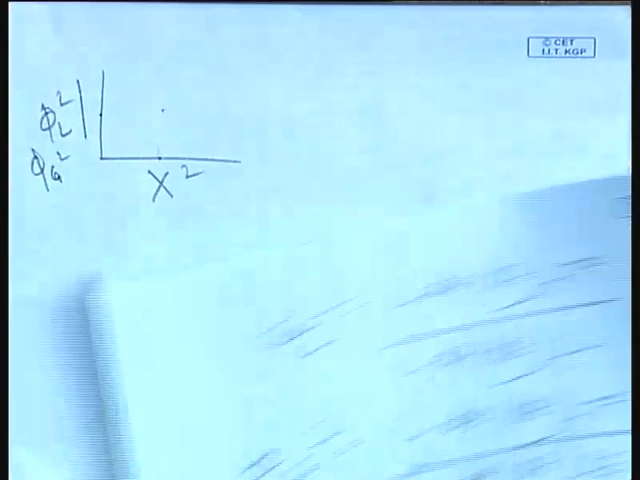 © CET
I.I.T. KGP
ϕ_L^2
ϕ_G^2
X^2